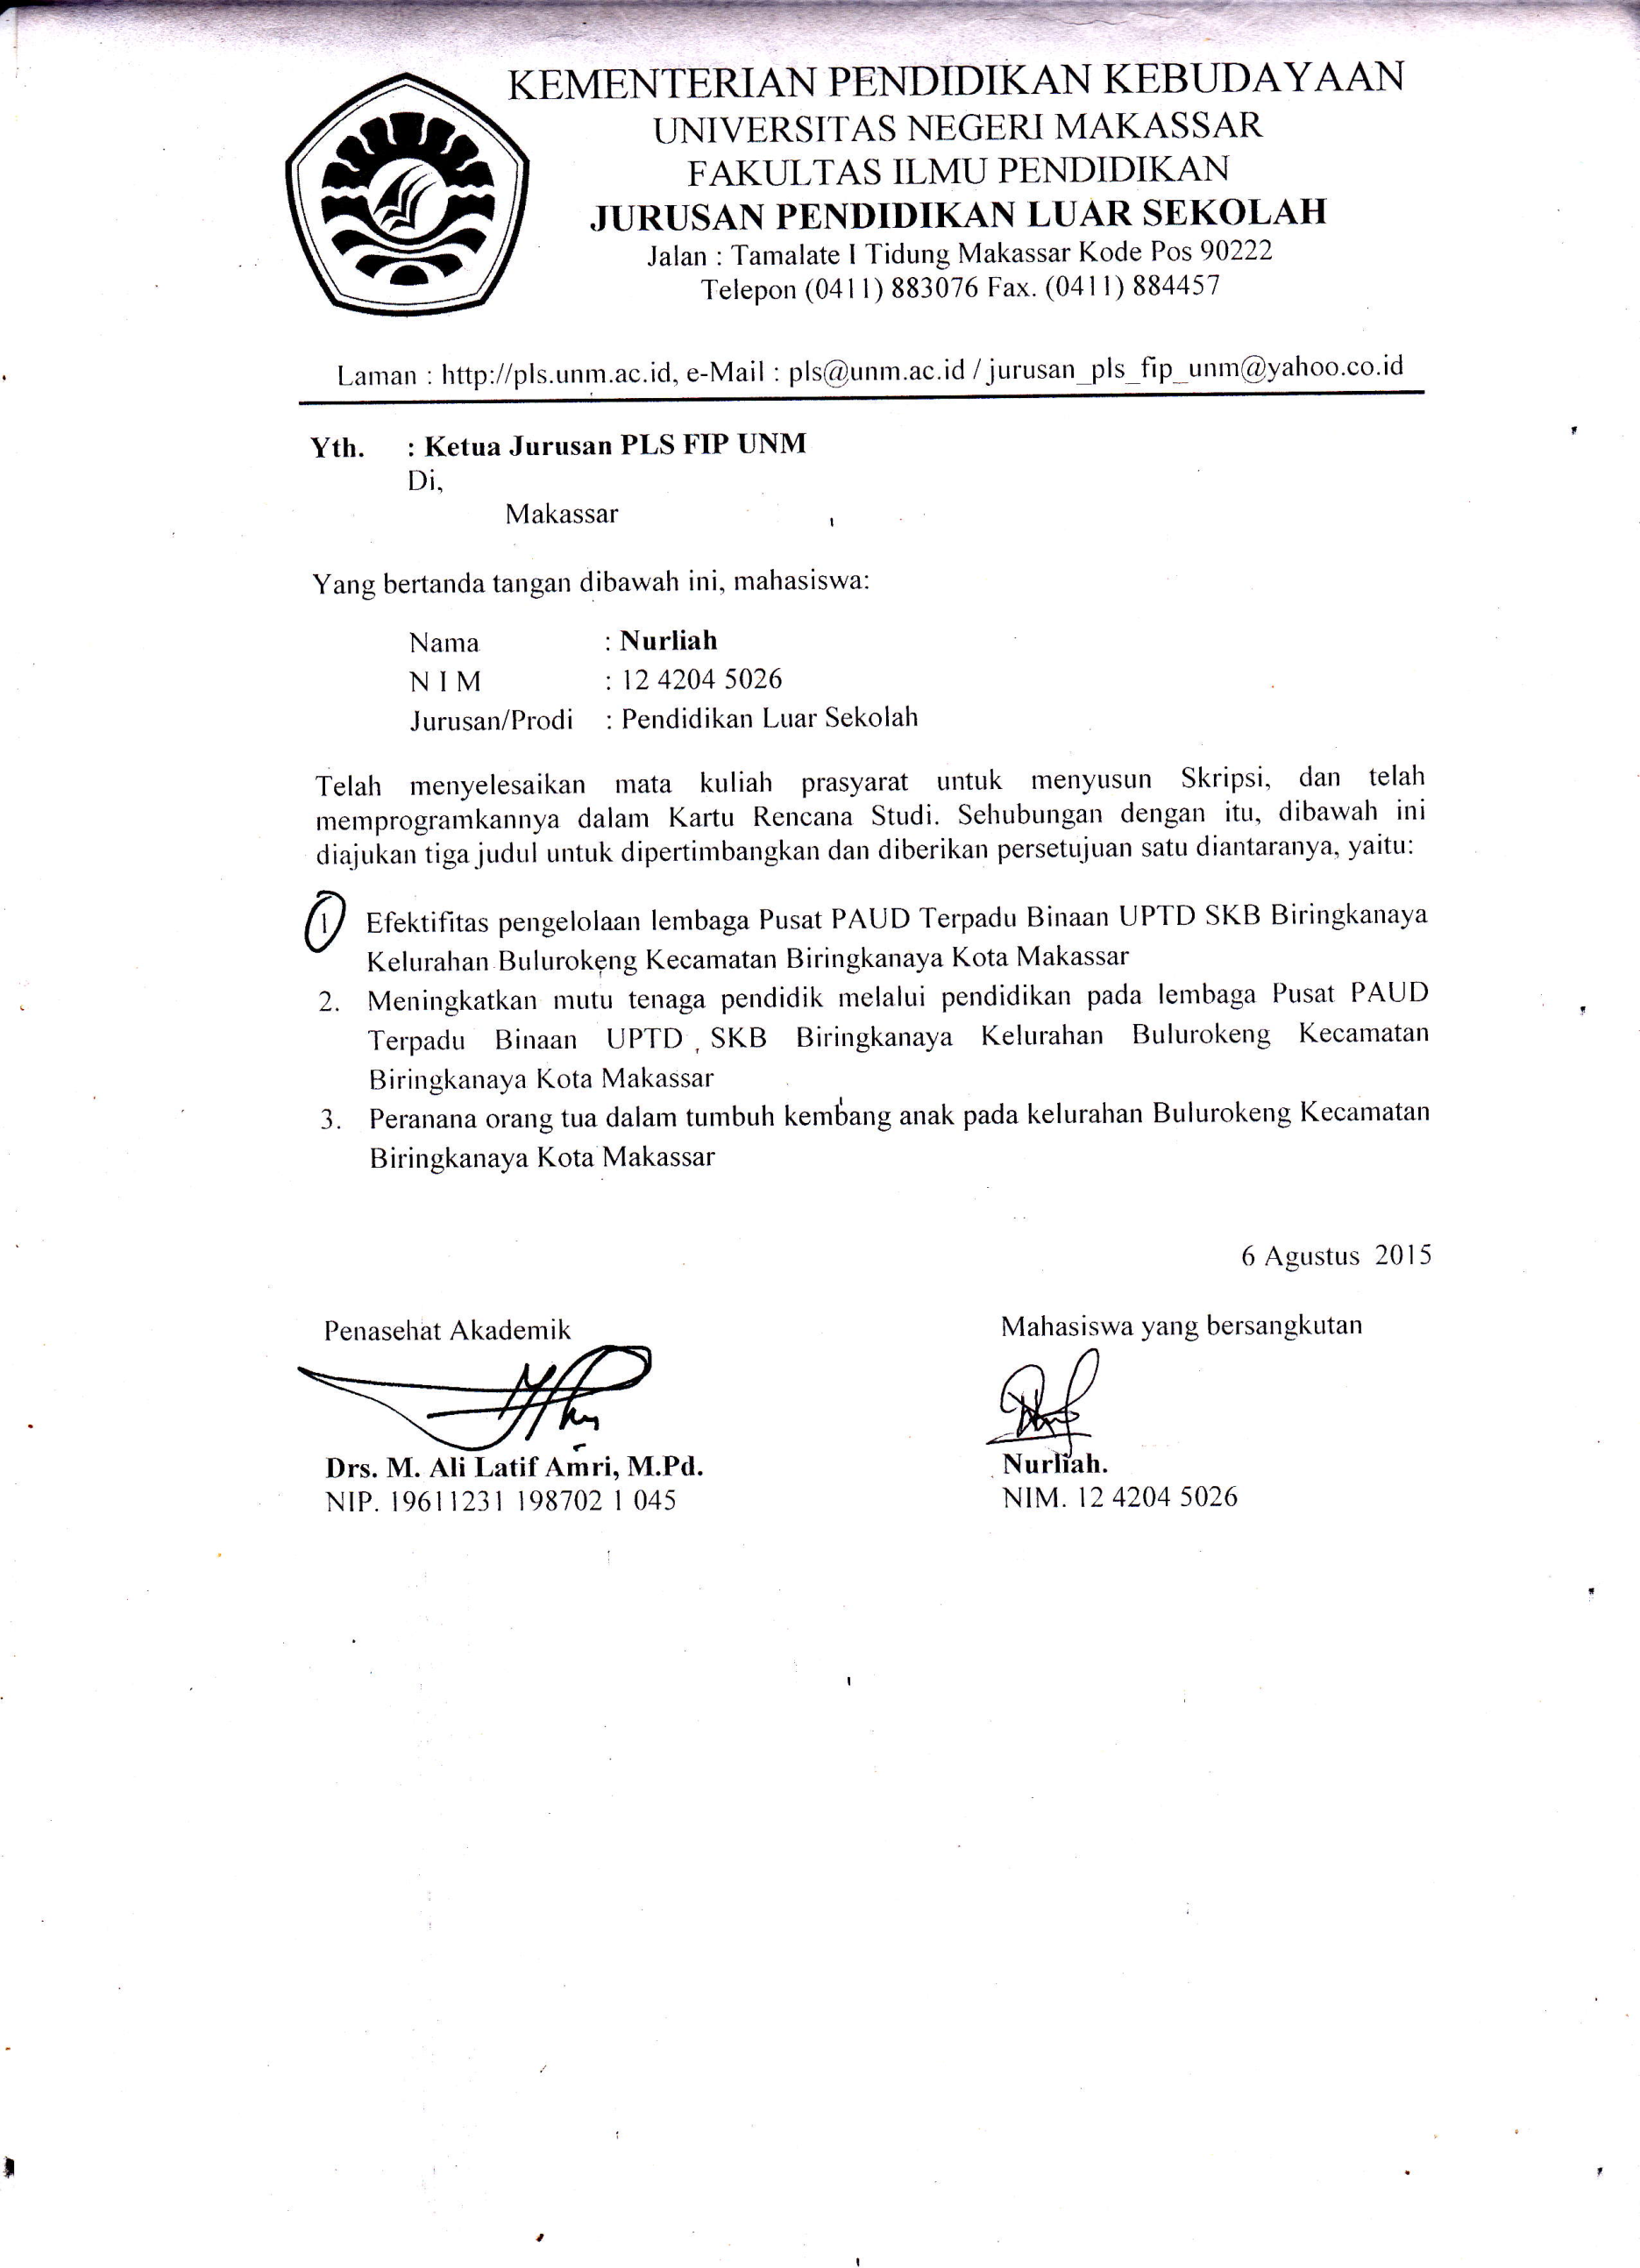 KEMENTERIAN PENDIDIKAN KEBUDAYAAN
UNIVERSITAS NEGERI MAKASSAR
FAKULTAS ILMU PENDIDIKAN
JURUSAN PENDIDIKAN LUAR SEKOLAH
Jalan : Tamalate I Tidung Makassar Kode Pos 90222
Telepon (0411) 883076 Fax. (0411) 884457
Laman : http://pls.unm.ac.id, e-Mail : pls@unm.ac.id / jurusan_pls_fip_unm@yahoo.co.id
Yth. : Ketua Jurusan PLS FIP UNM
Di,
Makassar
Yang bertanda tangan dibawah ini, mahasiswa:
Nama : Nurliah
N I M : 12 4204 5026
Jurusan/Prodi : Pendidikan Luar Sekolah
Telah menyelesaikan mata kuliah prasyarat untuk menyusun Skripsi, dan telah
memprogramkannya dalam Kartu Rencana Studi. Sehubungan dengan itu, dibawah ini
diajukan tiga judul untuk dipertimbangkan dan diberikan persetujuan satu diantaranya, yaitu:
1 Efektifitas pengelolaan lembaga Pusat PAUD Terpadu Binaan UPTD SKB Biringkanaya
Kelurahan Bulurokeng Kecamatan Biringkanaya Kota Makassar
2. Meningkatkan mutu tenaga pendidik melalui pendidikan pada lembaga Pusat PAUD
Terpadu Binaan UPTD SKB Biringkanaya Kelurahan Bulurokeng Kecamatan
Biringkanaya Kota Makassar
3. Peranana orang tua dalam tumbuh kembang anak pada kelurahan Bulurokeng Kecamatan
Biringkanaya Kota Makassar
6 Agustus 2015
Penasehat Akademik Mahasiswa yang bersangkutan
Drs. M. Ali Latif Amri, M.Pd. Nurliah.
NIP. 19611231 198702 1 045 NIM. 12 4204 5026